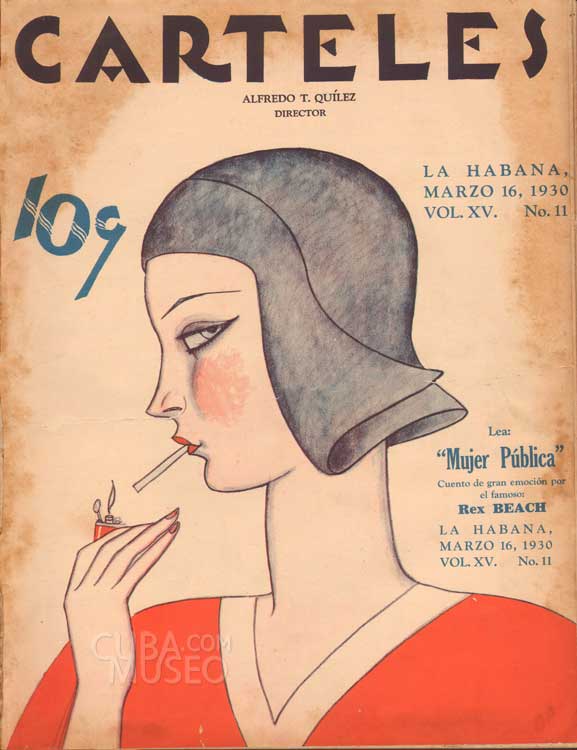 CARTELES
ALFREDO T. QUÍLEZ
DIRECTOR
10¢
LA HABANA,
MARZO 16, 1930
VOL. XV. No. 11
Lea:
"Mujer Pública"
Cuento de gran emoción por
el famoso:
Rex BEACH
LA HABANA,
MARZO 16, 1930
VOL. XV. No. 11
CUBA.COM
MUSEO